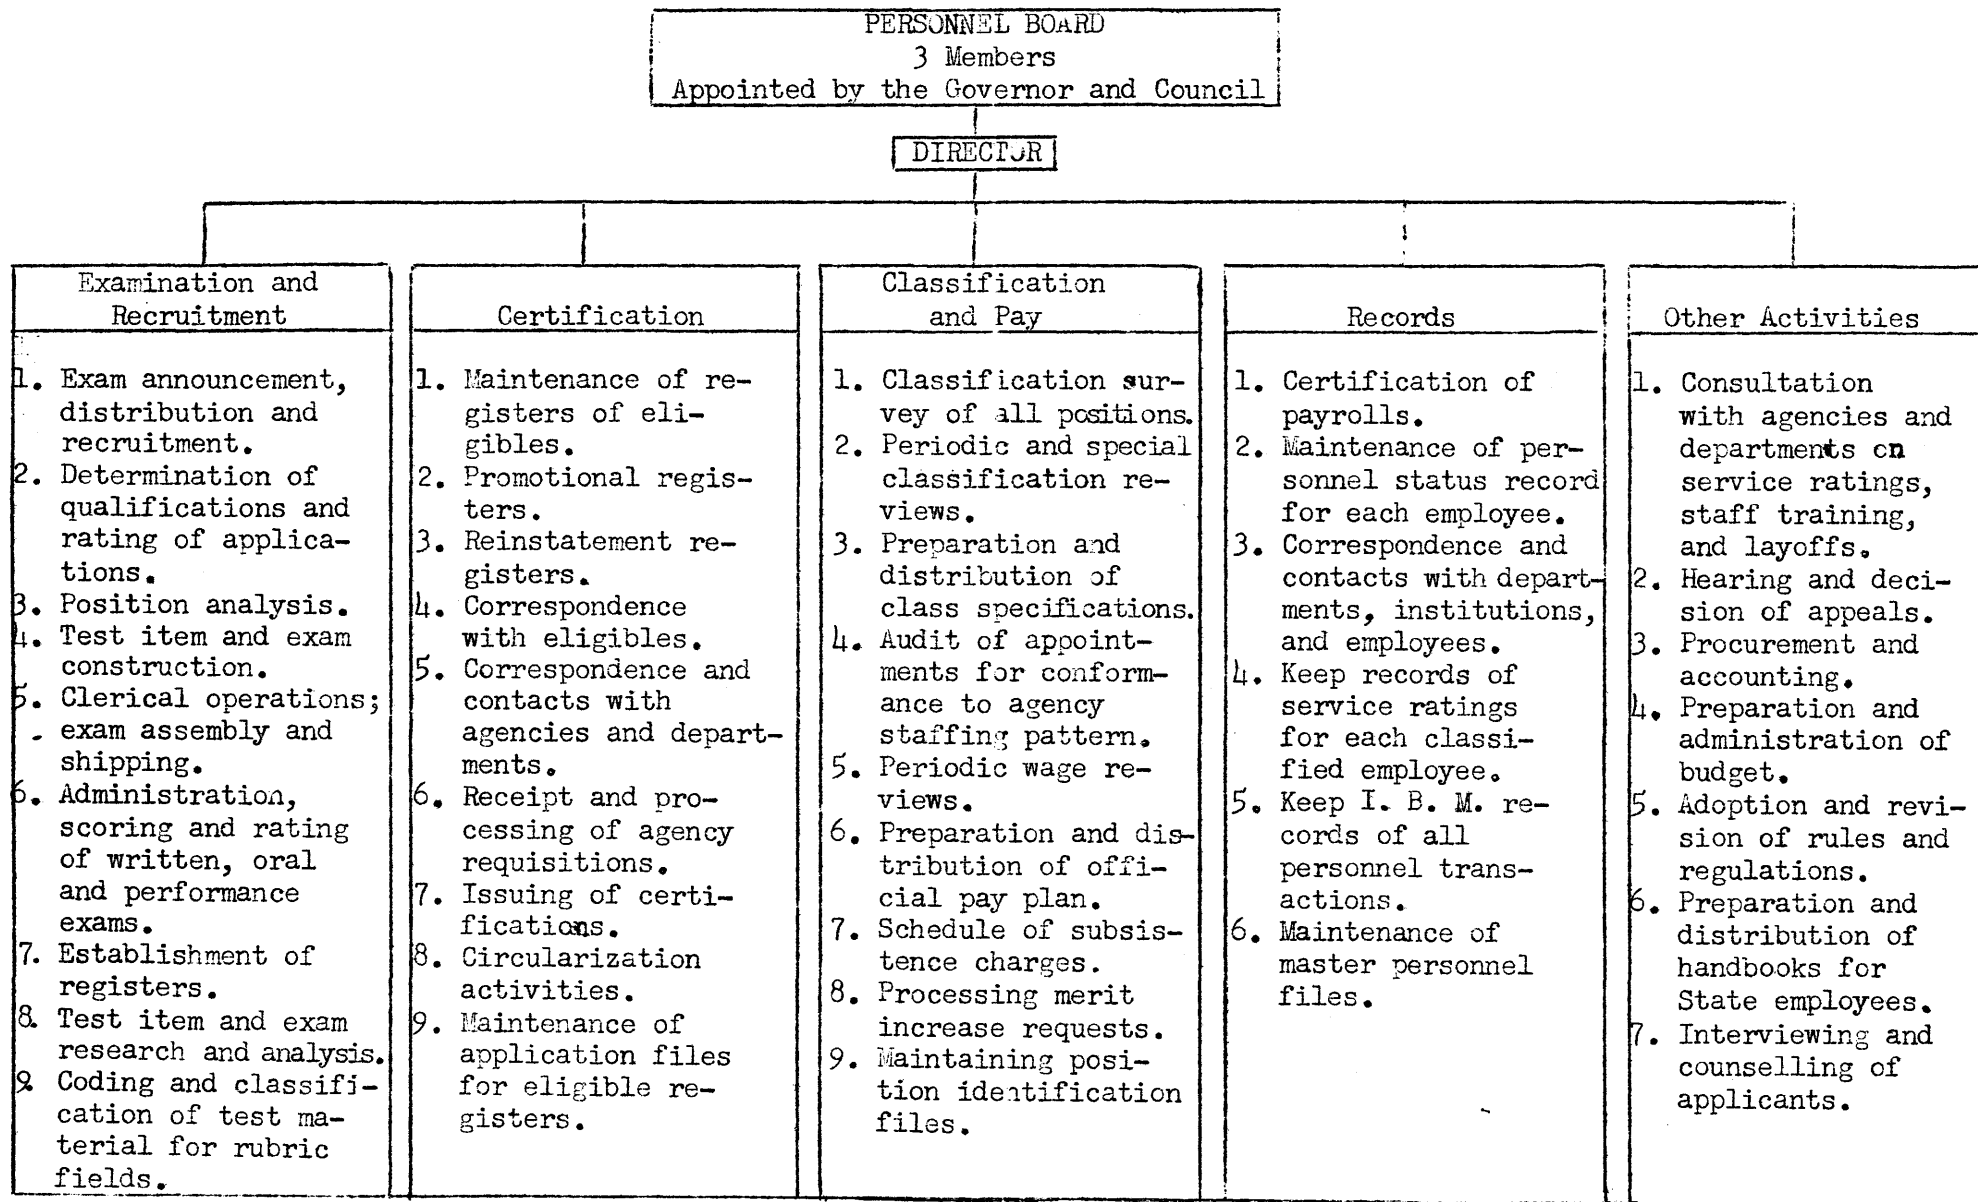 PERSONNEL BOARD
3 Members
Appointed by the Governor and Council
DIRECTOR
Examination and
Recruitment
1. Exam announcement,
distribution and
recruitment.
2. Determination of
qualifications and
rating of applica-
tions.
3. Position analysis.
4. Test item and exam
construction.
5. Clerical operations;
exam assembly and
shipping.
6. Administration,
scoring and rating
of written, oral
and performance
exams.
7. Establishment of
registers.
8. Test item and exam
research and analysis.
9. Coding and classifi-
cation of test ma-
terial for rubric
fields.
Certification
1. Maintenance of re-
gisters of eli-
gibles.
2. Promotional regis-
ters.
3. Reinstatement re-
gisters.
4. Correspondence
with eligibles.
5. Correspondence and
contacts with
agencies and depart-
ments.
6. Receipt and pro-
cessing of agency
requisitions.
7. Issuing of certi-
fications.
8. Circularization
activities.
9. Maintenance of
application files
for eligible re-
gisters.
Classification
and Pay
1. Classification sur-
vey of all positions.
2. Periodic and special
classification re-
views.
3. Preparation and
distribution of
class specifications.
4. Audit of appoint-
ments for conform-
ance to agency
staffing pattern.
5. Periodic wage re-
views.
6. Preparation and dis-
tribution of offi-
cial pay plan.
7. Schedule of subsis-
tence charges.
8. Processing merit
increase requests.
9. Maintaining posi-
tion identification
files.
Records
1. Certification of
payrolls.
2. Maintenance of per-
sonnel status record
for each employee.
3. Correspondence and
contacts with depart-
ments, institutions,
and employees.
4. Keep records of
service ratings
for each classi-
fied employee.
5. Keep I. B. M. re-
cords of all
personnel trans-
actions.
6. Maintenance of
master personnel
files.
Other Activities
1. Consultation
with agencies and
departments on
service ratings,
staff training,
and layoffs.
2. Hearing and deci-
sion of appeals.
3. Procurement and
accounting.
4. Preparation and
administration of
budget.
5. Adoption and revi-
sion of rules and
regulations.
6. Preparation and
distribution of
handbooks for
State employees.
7. Interviewing and
counselling of
applicants.